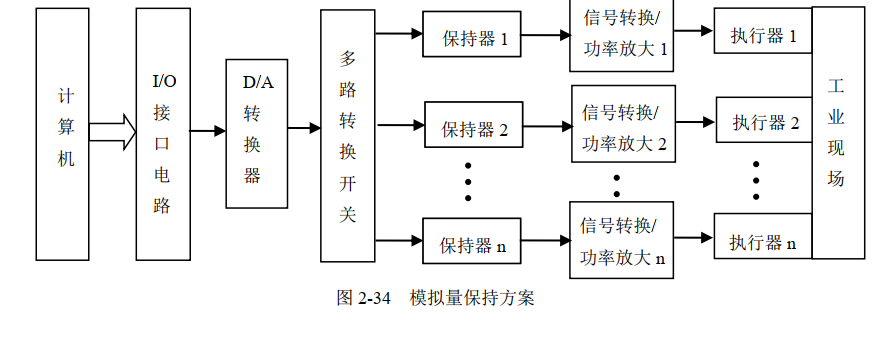 计算机
I/O
接口电路
D/A
转换器
多路转换开关
保持器 1
信号转换/
功率放大 1
执行器 1
保持器 2
信号转换/
功率放大 2
执行器 2
保持器 n
信号转换/
功率放大 n
执行器 n
工业现场
图 2-34 模拟量保持方案